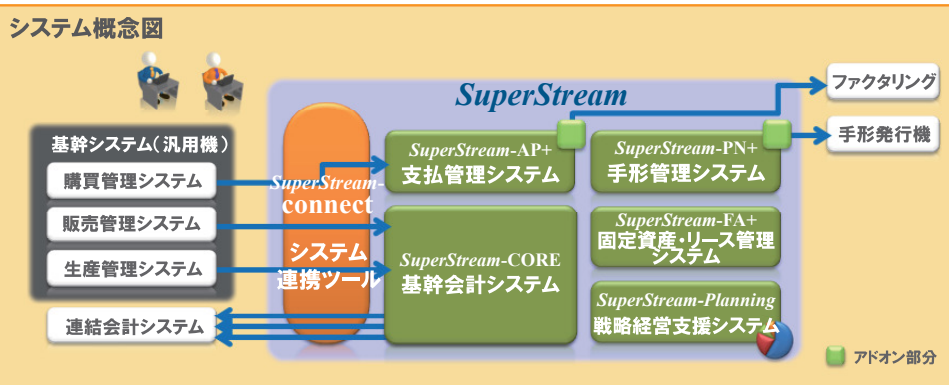 システム概念図
SuperStream
ファクタリング
手形発行機
基幹システム(汎用機)
購買管理システム
販売管理システム
生産管理システム
連結会計システム
SuperStream-
connect
システム
連携ツール
SuperStream-AP+
支払管理システム
SuperStream-CORE
基幹会計システム
SuperStream-PN+
手形管理システム
SuperStream-FA+
固定資産・リース管理
システム
SuperStream-Planning
戦略経営支援システム
アドオン部分